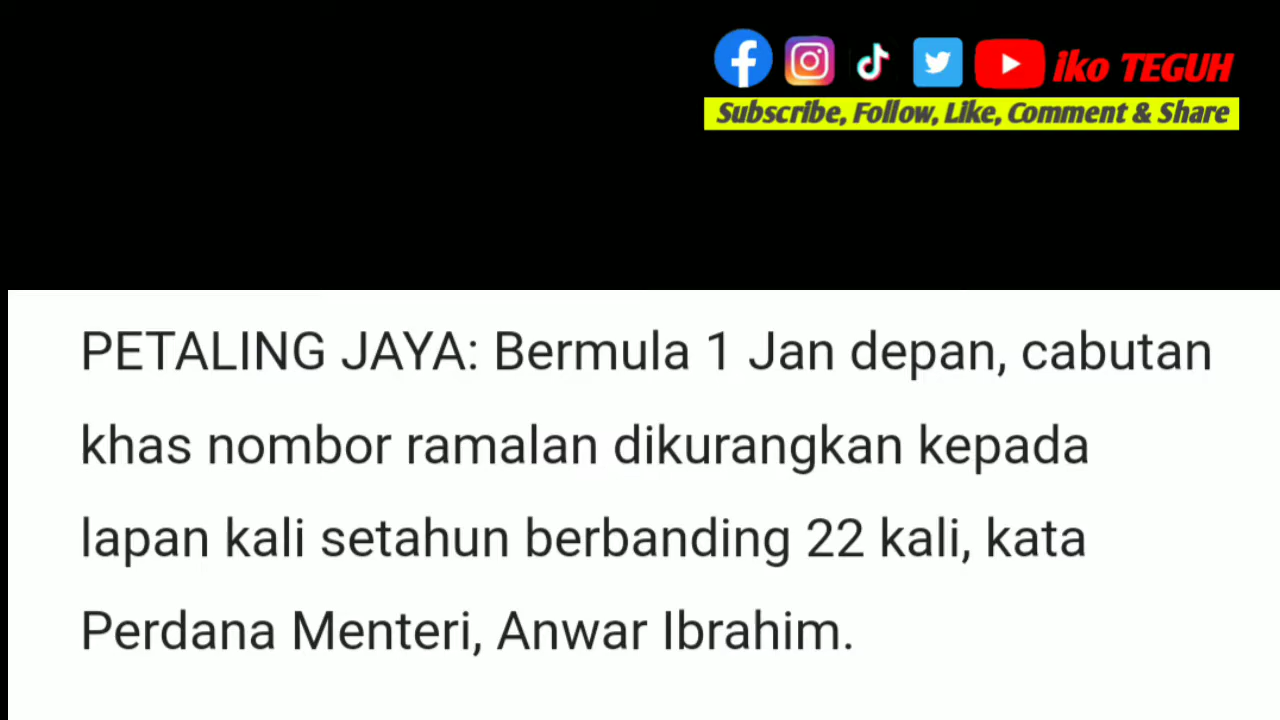 iko TEGUH
Subscribe, Follow, Like, Comment & Share
PETALING JAYA: Bermula 1 Jan depan, cabutan
khas nombor ramalan dikurangkan kepada
lapan kali setahun berbanding 22 kali, kata
Perdana Menteri, Anwar Ibrahim.